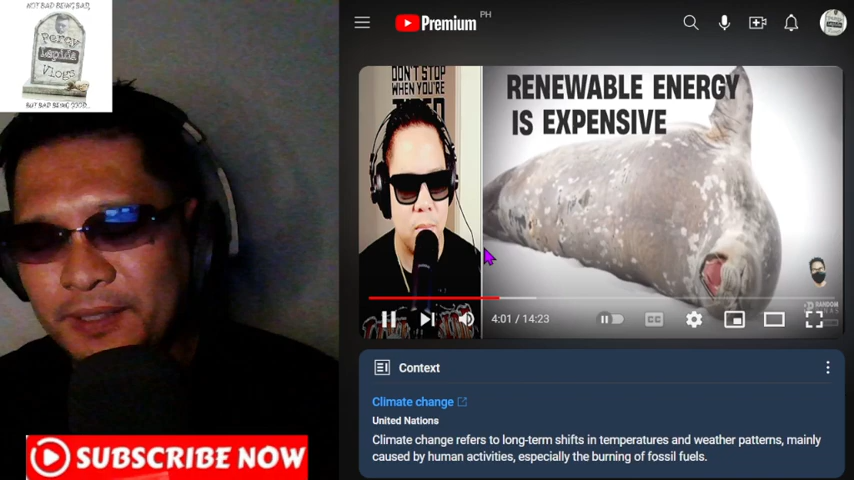 NOT BAD BEING BAD,
Percy
Lapid's
Vlogs
NOT BAD BEING GOOD...
SUBSCRIBE NOW
Premium
PH
DON'T STOP
WHEN YOU'RE
RENEWABLE ENERGY
IS EXPENSIVE
4:01 / 14:23
CC
Context
Climate change
United Nations
Climate change refers to long-term shifts in temperatures and weather patterns, mainly
caused by human activities, especially the burning of fossil fuels.